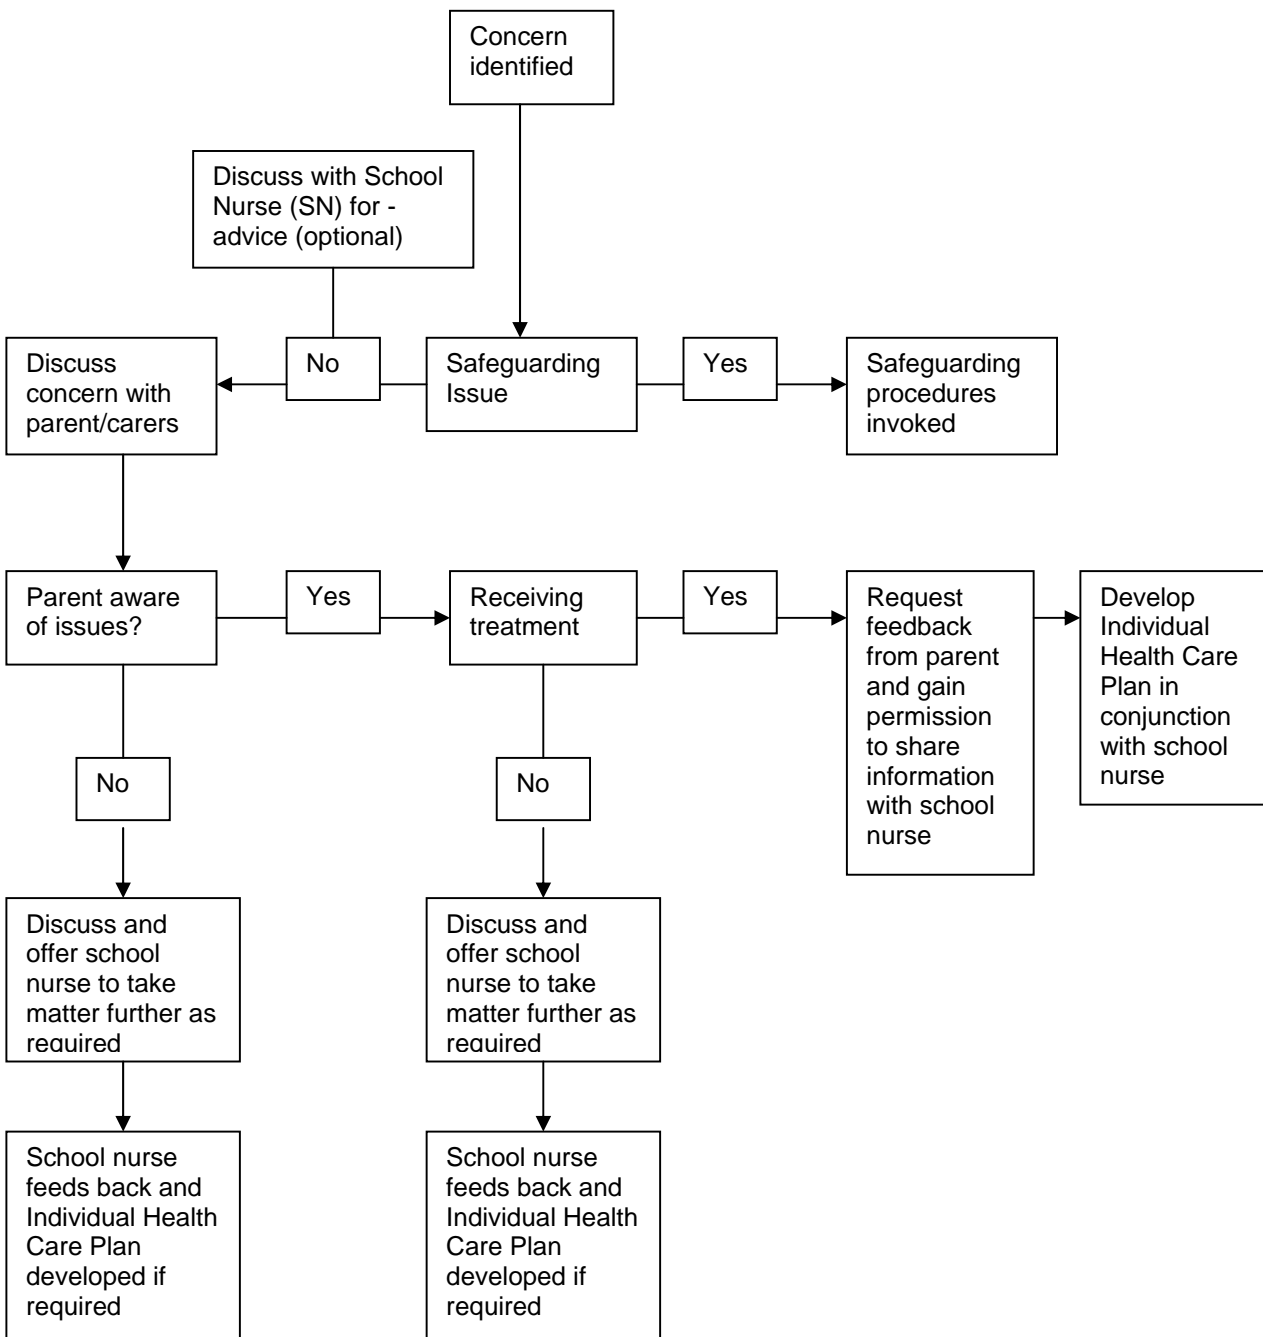 Concern
identified
Discuss with School
Nurse (SN) for -
advice (optional)
Discuss
concern with
parent/carers
No
Safeguarding
Issue
Yes
Safeguarding
procedures
invoked
Parent aware
of issues?
Yes
Receiving
treatment
Yes
Request
feedback
from parent
and gain
permission
to share
information
with school
nurse
Develop
Individual
Health Care
Plan in
conjunction
with school
nurse
No
No
Discuss and
offer school
nurse to take
matter further as
required
Discuss and
offer school
nurse to take
matter further as
required
School nurse
feeds back and
Individual Health
Care Plan
developed if
required
School nurse
feeds back and
Individual Health
Care Plan
developed if
required